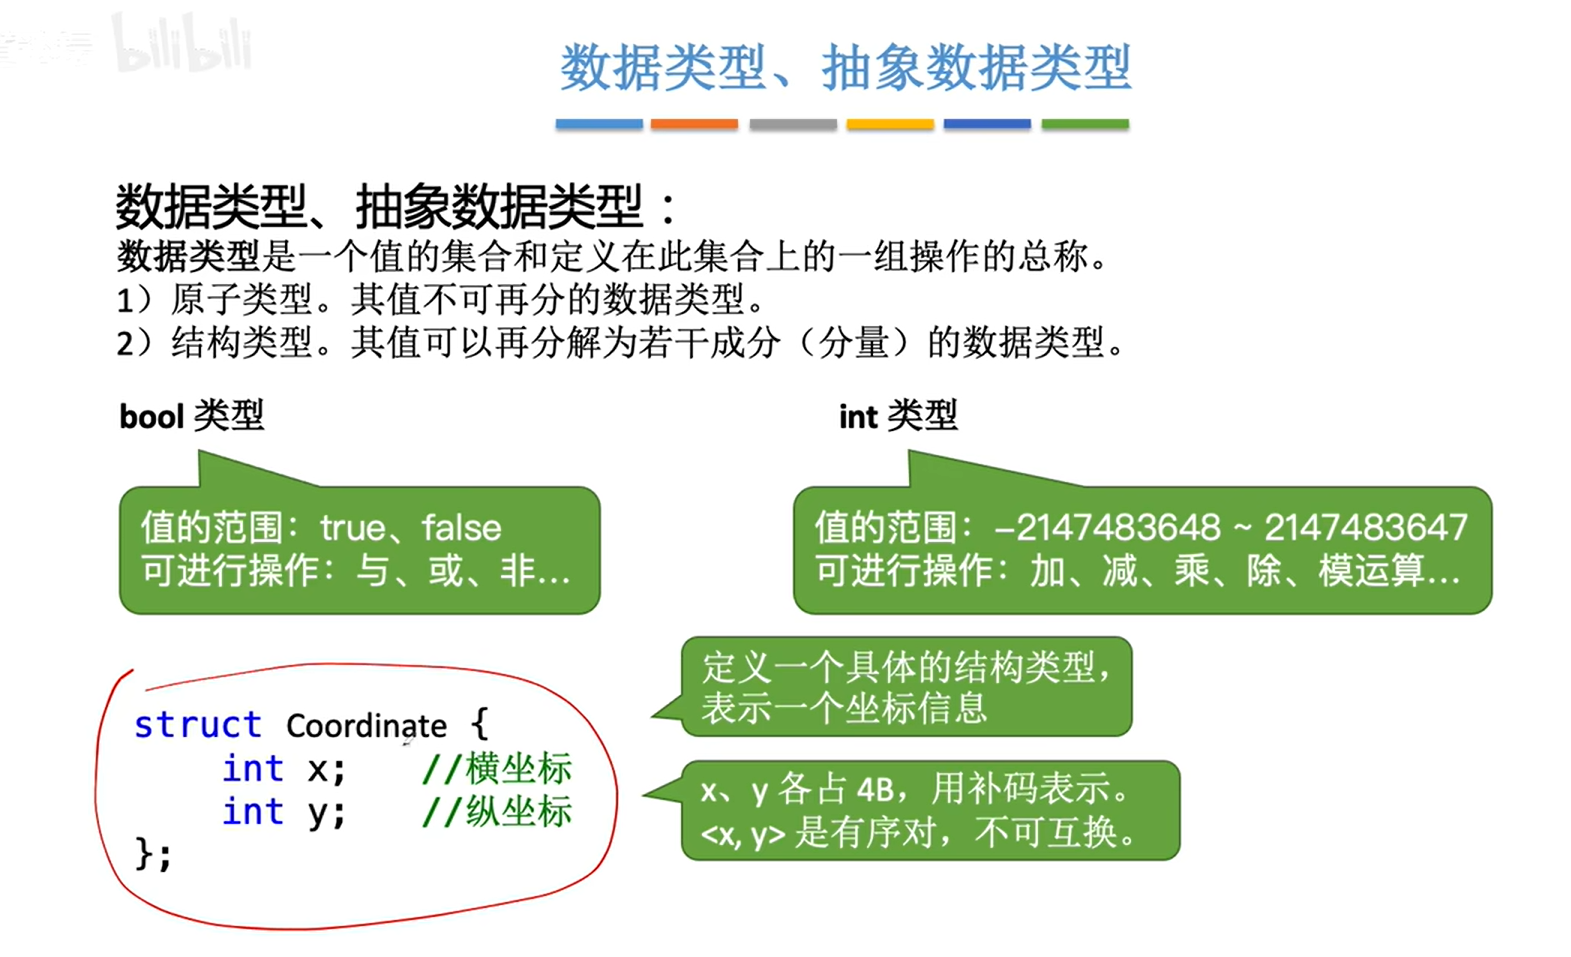 bilibili
数据类型、抽象数据类型
数据类型、抽象数据类型：
数据类型是一个值的集合和定义在此集合上的一组操作的总称。
1）原子类型。其值不可再分的数据类型。
2）结构类型。其值可以再分解为若干成分（分量）的数据类型。
bool 类型
int 类型
值的范围：true、false
可进行操作：与、或、非…
值的范围：-2147483648 ~ 2147483647
可进行操作：加、减、乘、除、模运算…
struct Coordinate {
int x; //横坐标
int y; //纵坐标
};
定义一个具体的结构类型，
表示一个坐标信息
x、y 各占 4B，用补码表示。
<x, y> 是有序对，不可互换。